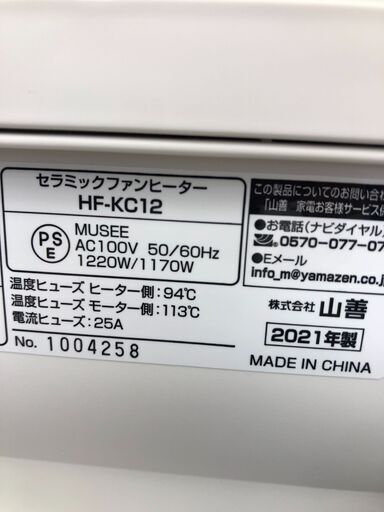 セラミックファンヒーター
HF-KC12
PS
E
MUSEE
AC100V 50/60Hz
1220W/1170W
温度ヒューズ ヒーター側：94℃
温度ヒューズ モーター側：113℃
電流ヒューズ：25A
No. 1004258
この製品についてのお問い合
「山善 家電お客様サービス
●お電話(ナビダイヤル)
0570-077-07
●Eメール
info_m@yamazen.co.jp
株式会社 山善
2021年製
MADE IN CHINA